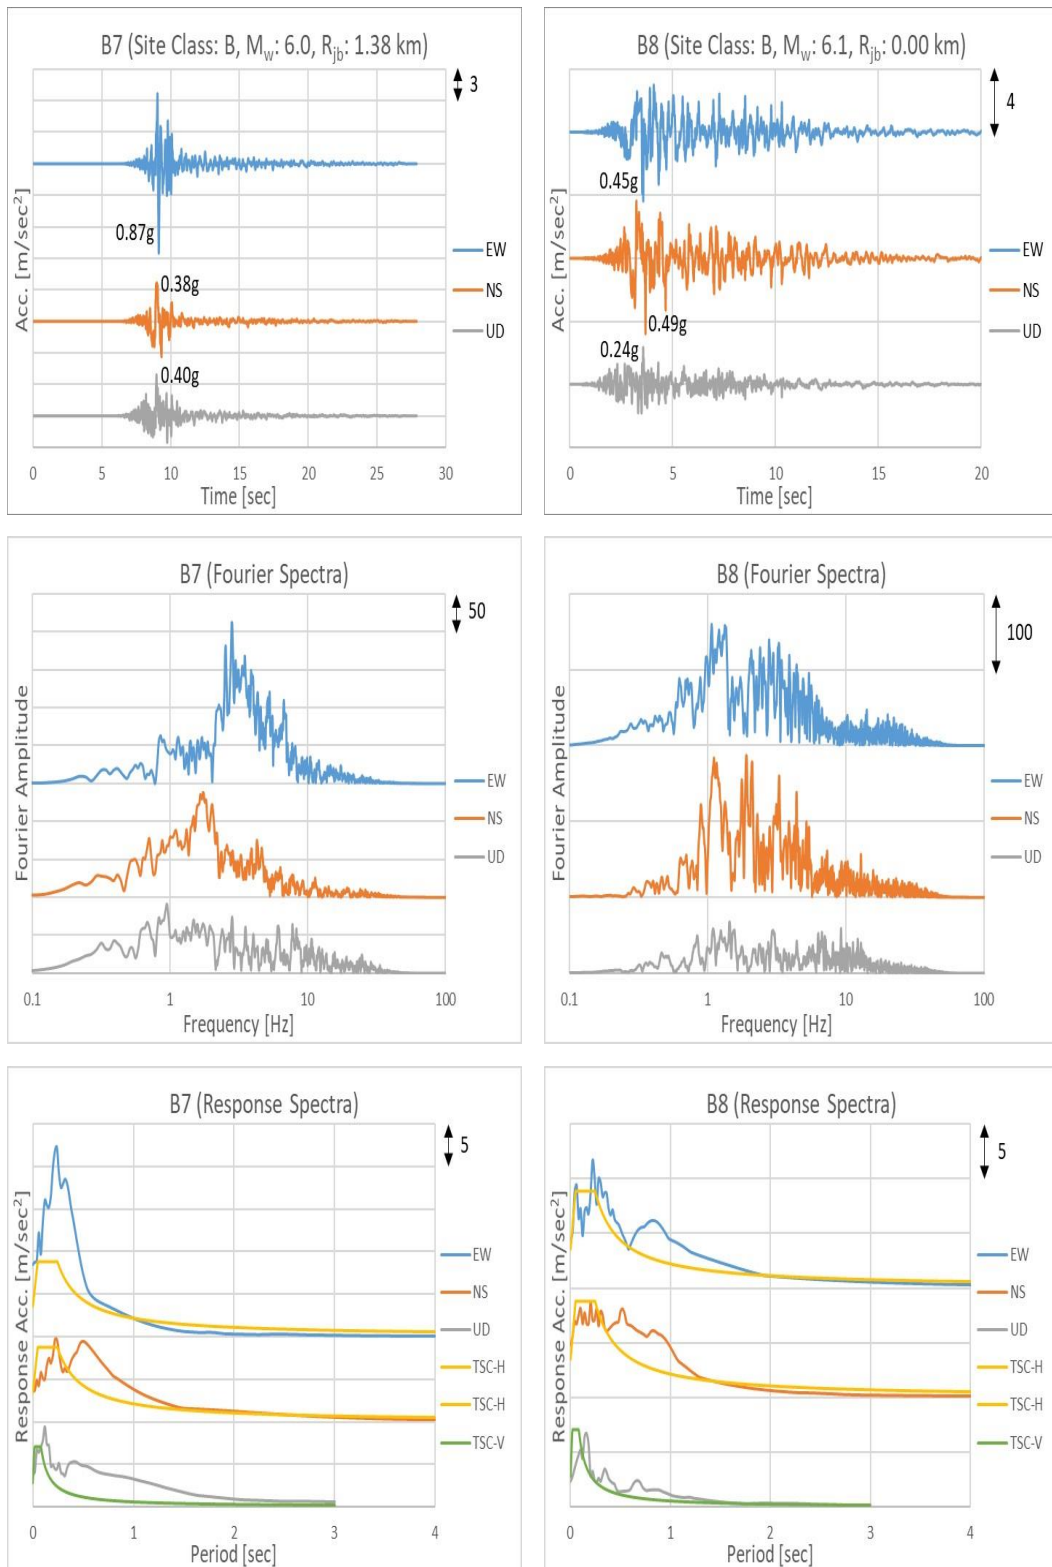 B7 (Site Class: B, Mw: 6.0, Rjb: 1.38 km)
3
Acc. [m/sec²]
0.87g
0.38g
0.40g
EW
NS
UD
0 5 10 15 20 25 30
Time [sec]
B8 (Site Class: B, Mw: 6.1, Rjb: 0.00 km)
4
Acc. [m/sec²]
0.45g
0.49g
0.24g
EW
NS
UD
0 5 10 15 20
Time [sec]
B7 (Fourier Spectra)
50
Fourier Amplitude
EW
NS
UD
0.1 1 10 100
Frequency [Hz]
B8 (Fourier Spectra)
100
Fourier Amplitude
EW
NS
UD
0.1 1 10 100
Frequency [Hz]
B7 (Response Spectra)
5
Response Acc. [m/sec²]
EW
NS
UD
TSC-H
TSC-H
TSC-V
0 1 2 3 4
Period [sec]
B8 (Response Spectra)
5
Response Acc. [m/sec²]
EW
NS
UD
TSC-H
TSC-H
TSC-V
0 1 2 3 4
Period [sec]